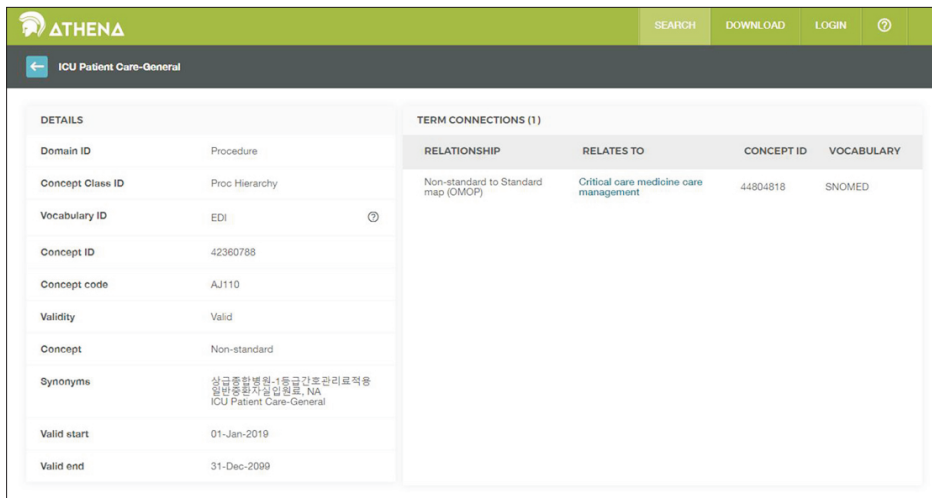 ATHENA
SEARCH
DOWNLOAD
LOGIN
ICU Patient Care-General
DETAILS
Domain ID Procedure
Concept Class ID Proc Hierarchy
Vocabulary ID EDI
Concept ID 42360788
Concept code AJ110
Validity Valid
Concept Non-standard
Synonyms 상급종합병원-1등급간호관리료적용
일반중환자실입원료, NA
ICU Patient Care-General
Valid start 01-Jan-2019
Valid end 31-Dec-2099
TERM CONNECTIONS (1)
RELATIONSHIP RELATES TO CONCEPT ID VOCABULARY
Non-standard to Standard
map (OMOP)
Critical care medicine care
management
44804818
SNOMED